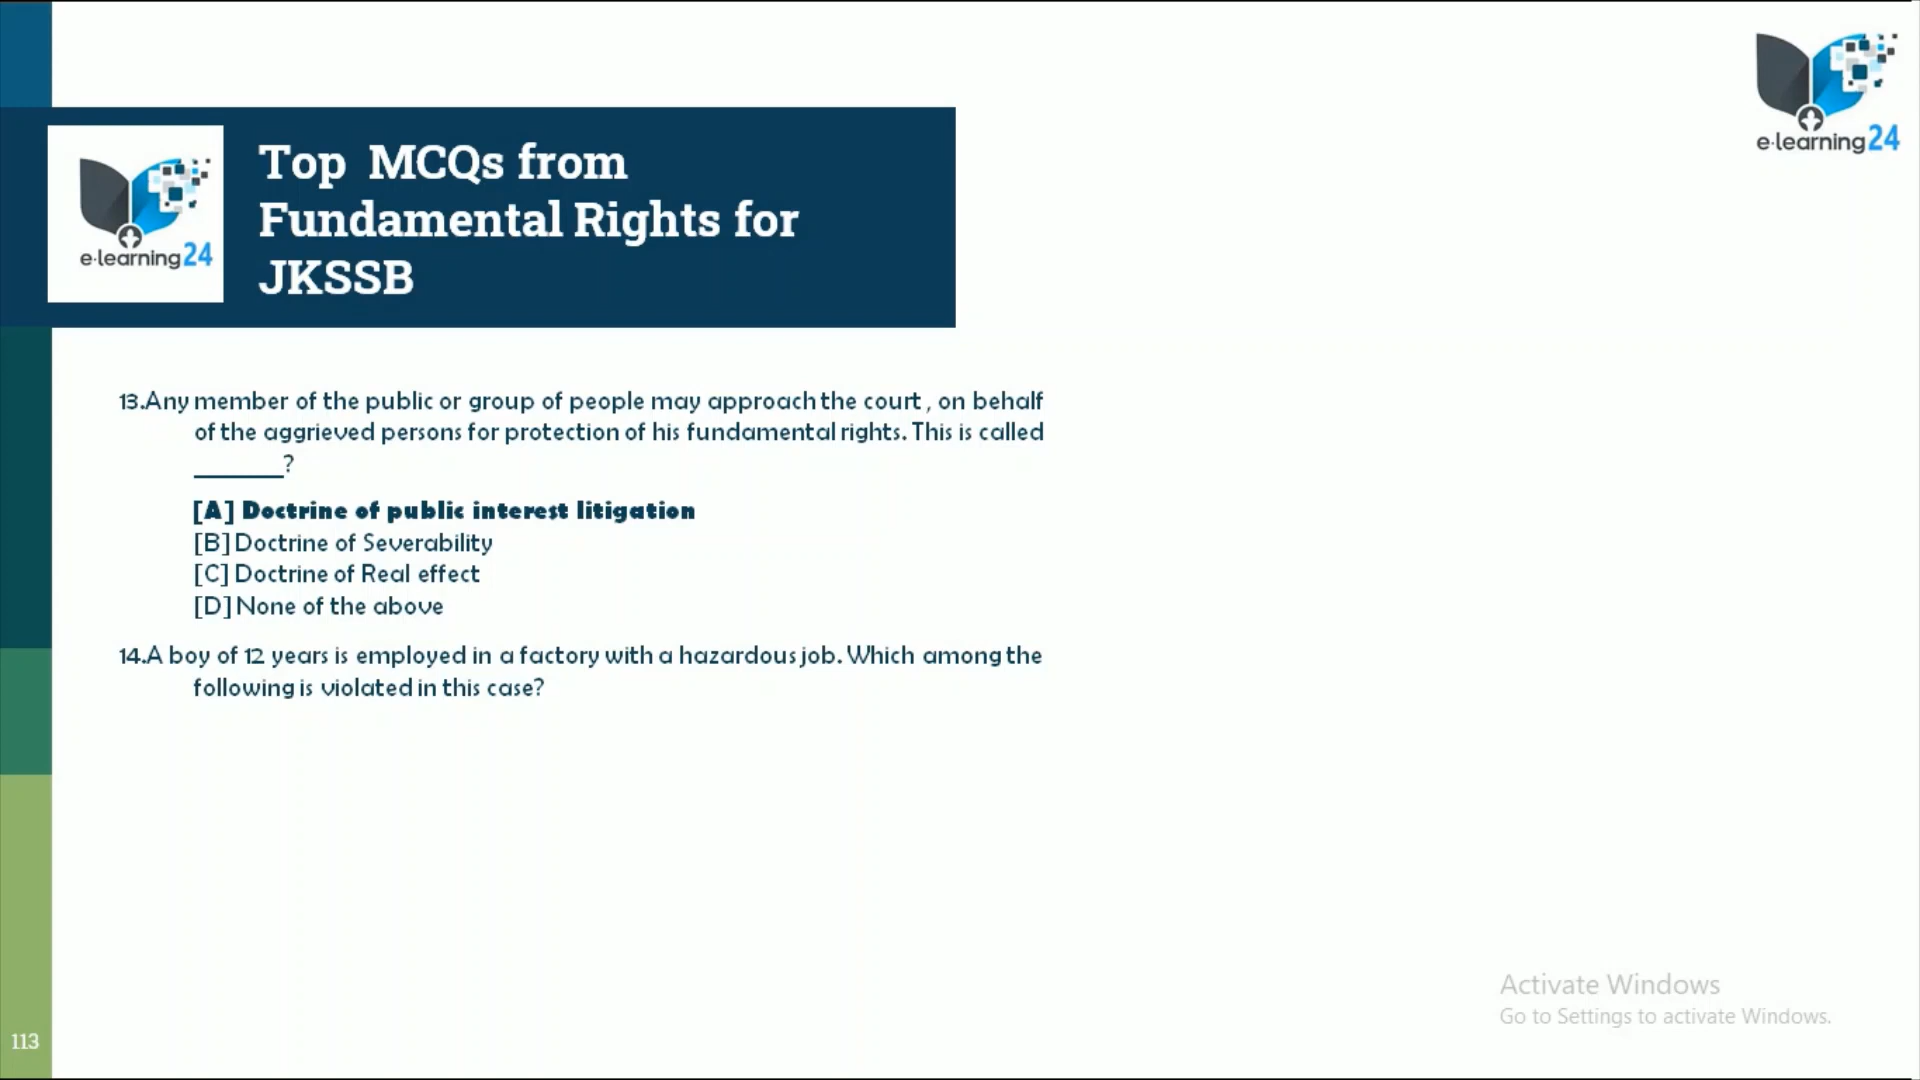 e-learning24
Top MCQs from
Fundamental Rights for
JKSSB
e-learning24
13.Any member of the public or group of people may approach the court , on behalf
of the aggrieved persons for protection of his fundamental rights. This is called
_______?
[A] Doctrine of public interest litigation
[B] Doctrine of Severability
[C] Doctrine of Real effect
[D] None of the above
14.A boy of 12 years is employed in a factory with a hazardous job. Which among the
following is violated in this case?
Activate Windows
Go to Settings to activate Windows.
113